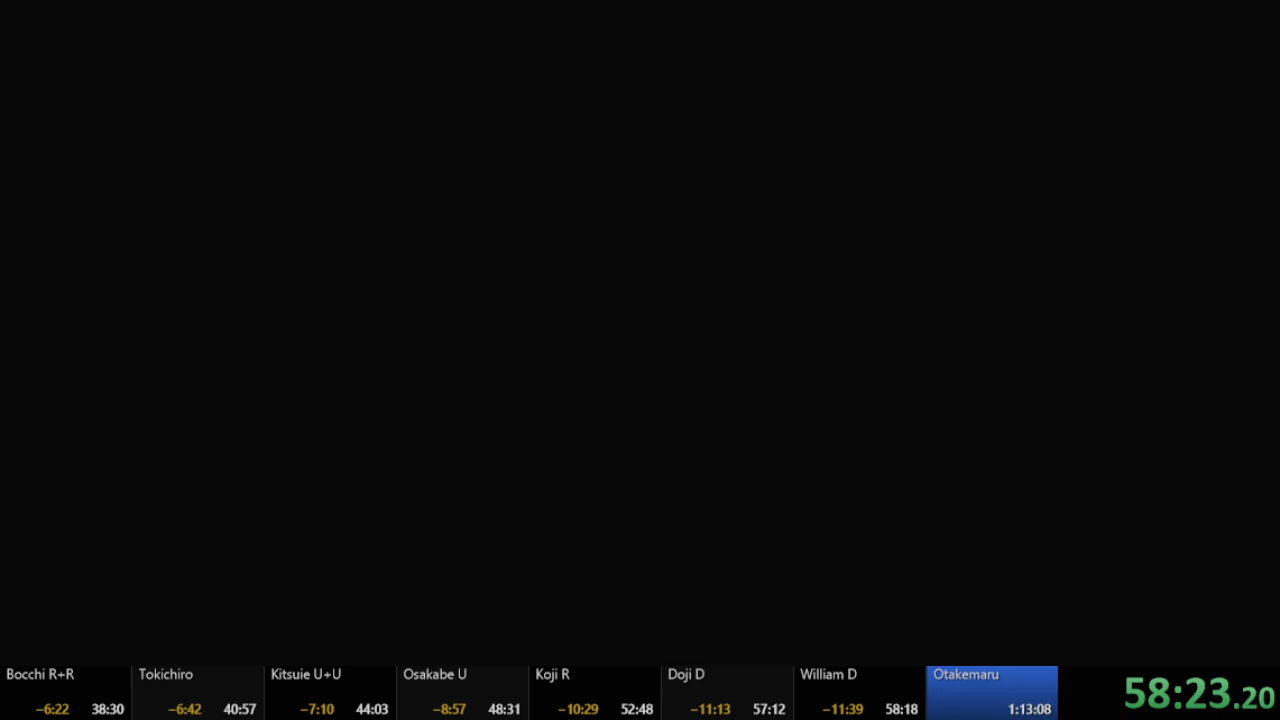 Bocchi R+R
−6:22 38:30
Tokichiro
−6:42 40:57
Kitsuie U+U
−7:10 44:03
Osakabe U
−8:57 48:31
Koji R
−10:29 52:48
Doji D
−11:13 57:12
William D
−11:39 58:18
Otakemaru
1:13:08
58:23.20